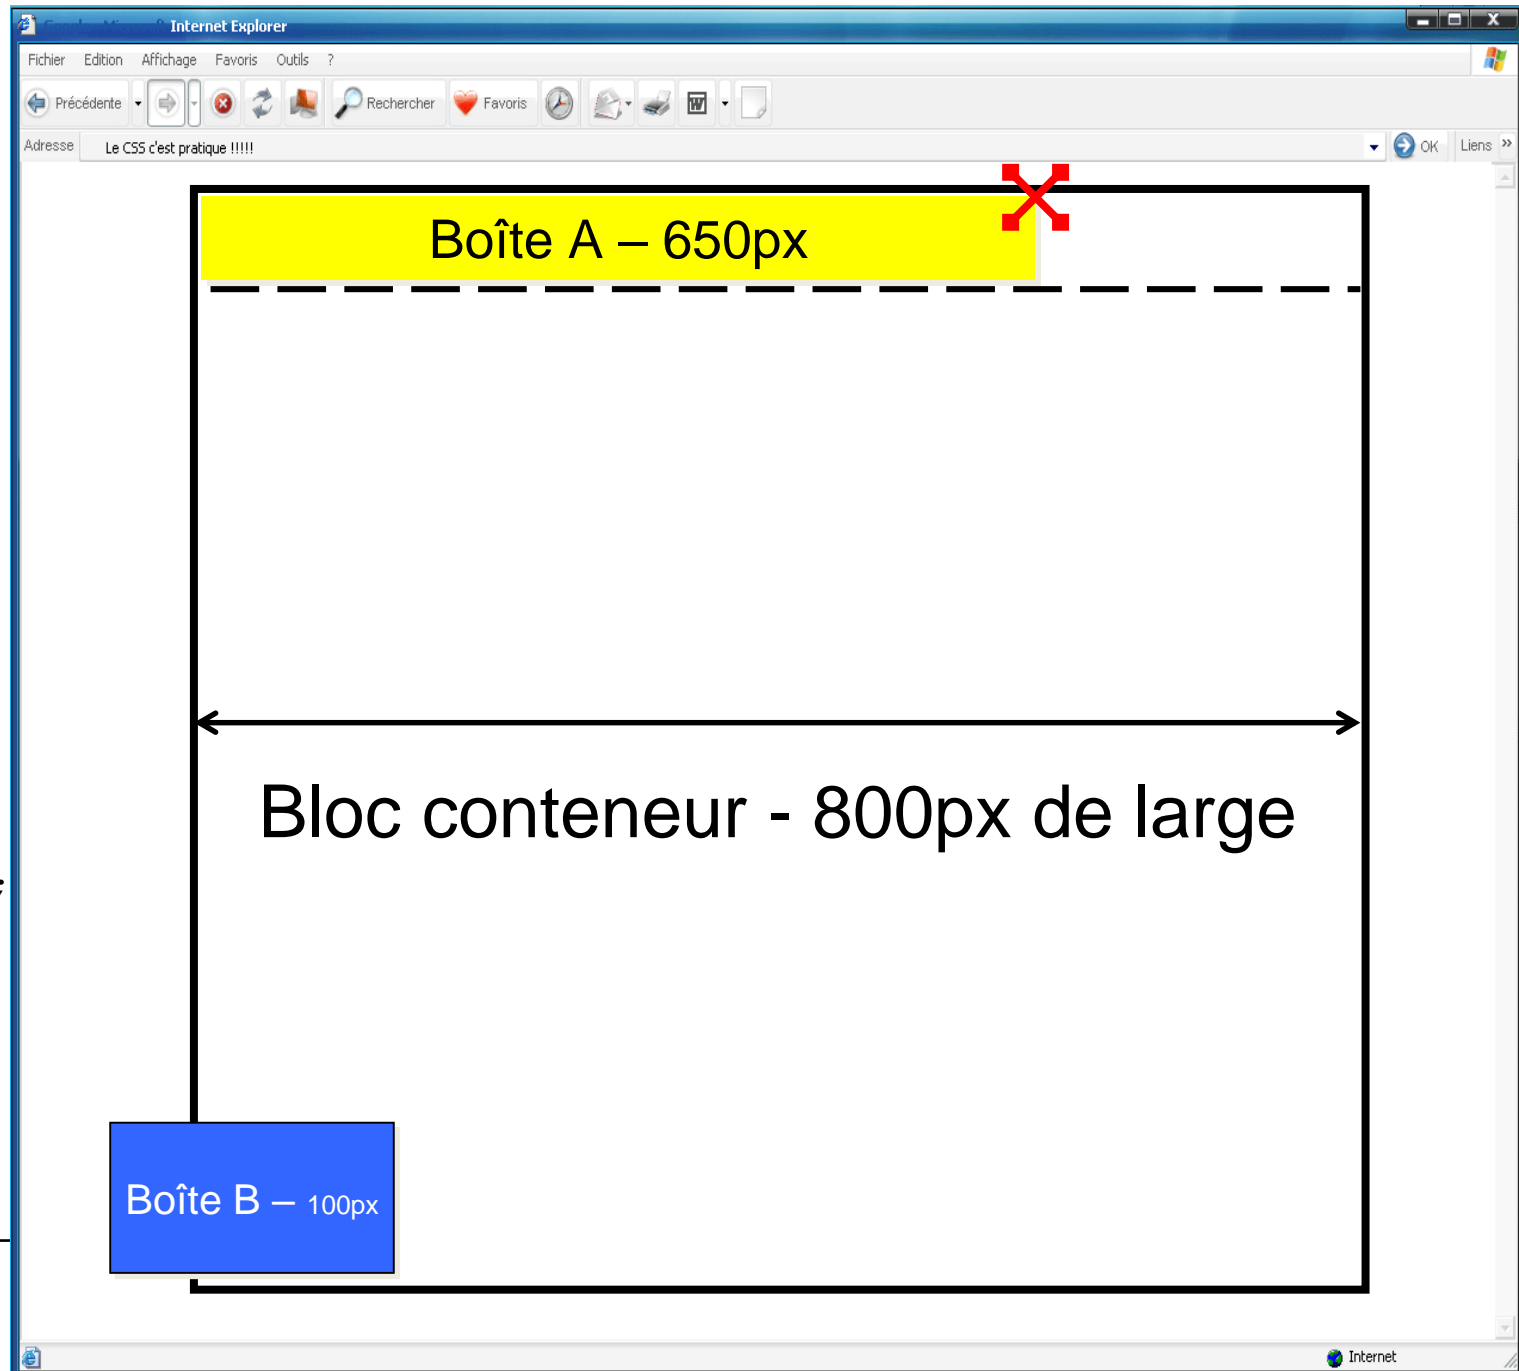 Internet Explorer
Fichier Edition Affichage Favoris Outils ?
Précédente Rechercher Favoris
Adresse Le CSS c'est pratique !!!!! OK Liens »
Boîte A – 650px
Bloc conteneur - 800px de large
Boîte B – 100px
Internet